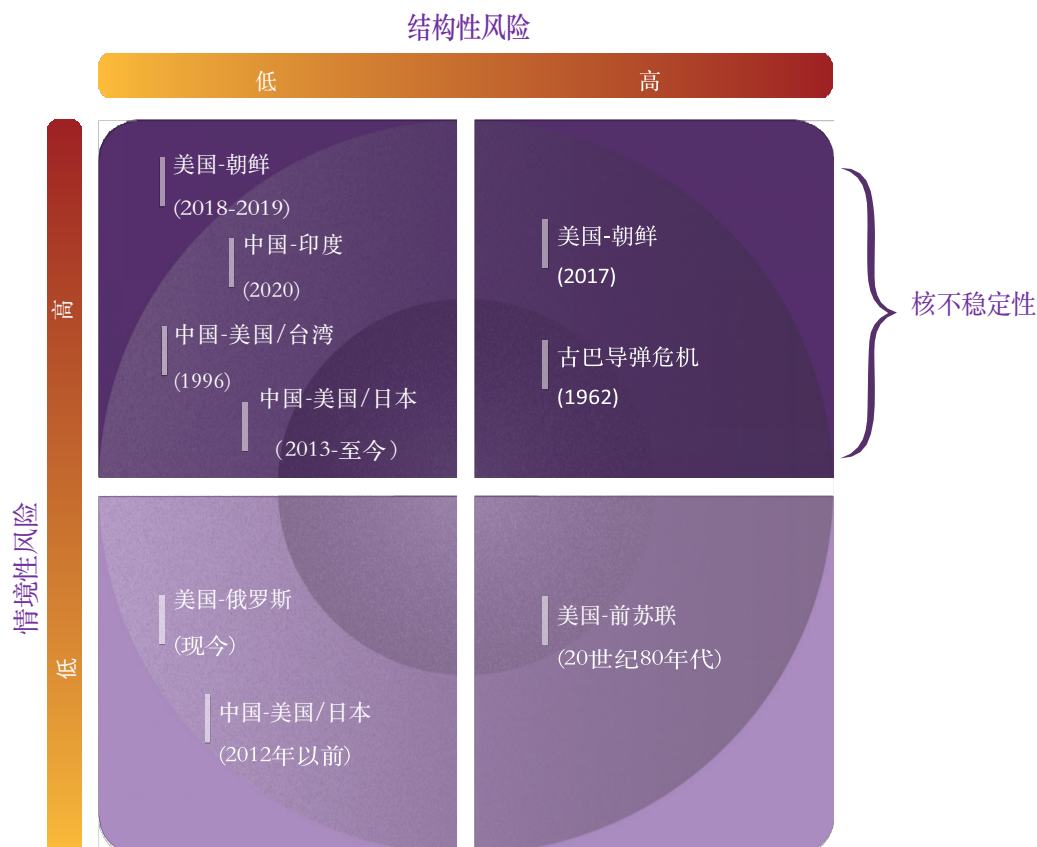 结构性风险
低
高
美国-朝鲜
(2018-2019)
中国-印度
(2020)
中国-美国/台湾
(1996)
中国-美国/日本
（2013-至今）
美国-朝鲜
(2017)
古巴导弹危机
(1962)
核不稳定性
高
情境性风险
低
美国-俄罗斯
(现今)
中国-美国/日本
(2012年以前)
美国-前苏联
(20世纪80年代)